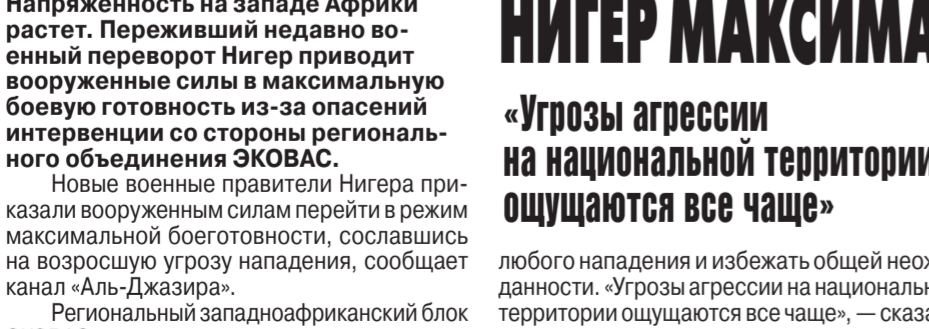 Напряженность на западе Африки
растет. Переживший недавно во-
енный переворот Нигер приводит
вооруженные силы в максимальную
боевую готовность из-за опасений
интервенции со стороны региональ-
ного объединения ЭКОВАС.
Новые военные правители Нигера при-
казали вооруженным силам перейти в режим
максимальной боеготовности, сославшись
на возросшую угрозу нападения, сообщает
канал «Аль-Джазира».
Региональный западноафриканский блок
НИГЕР МАКСИМА
«Угрозы агрессии
на национальной территории
ощущаются все чаще»
любого нападения и избежать общей неож
данности. «Угрозы агрессии на националь
территории ощущаются все чаще», — сказа